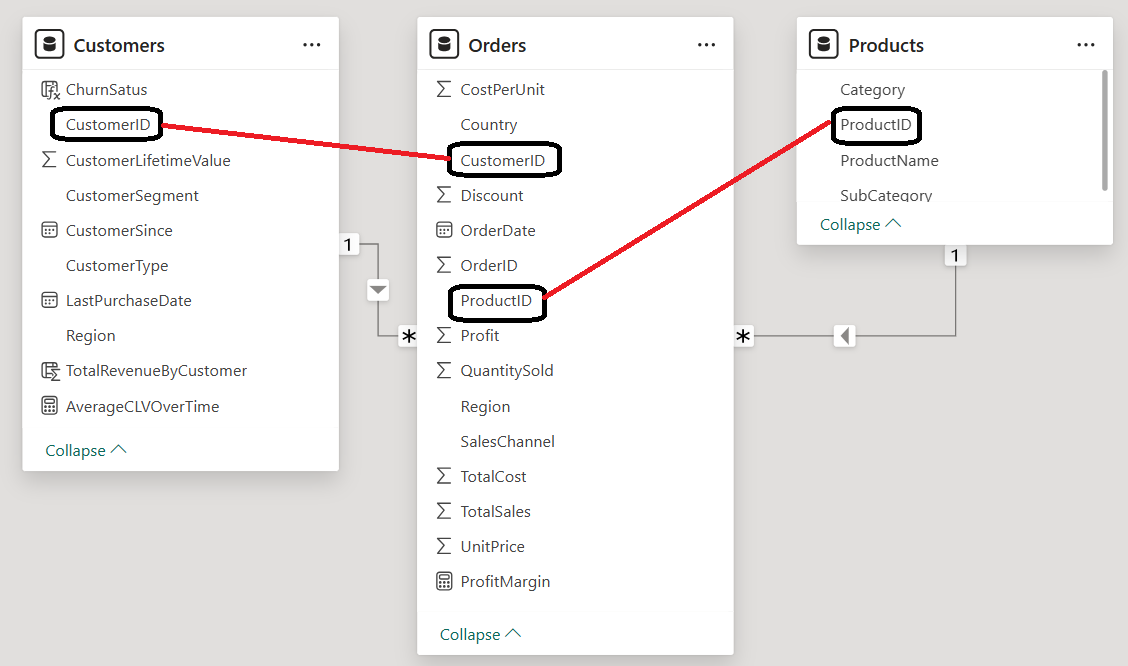 Customers
...
ChurnSatus
CustomerID
CustomerLifetimeValue
CustomerSegment
CustomerSince
CustomerType
LastPurchaseDate
Region
TotalRevenueByCustomer
AverageCLVOverTime
Collapse
1
*
Orders
...
CostPerUnit
Country
CustomerID
Discount
OrderDate
OrderID
ProductID
Profit
QuantitySold
Region
SalesChannel
TotalCost
TotalSales
UnitPrice
ProfitMargin
Collapse
*
1
Products
...
Category
ProductID
ProductName
SubCategory
Collapse